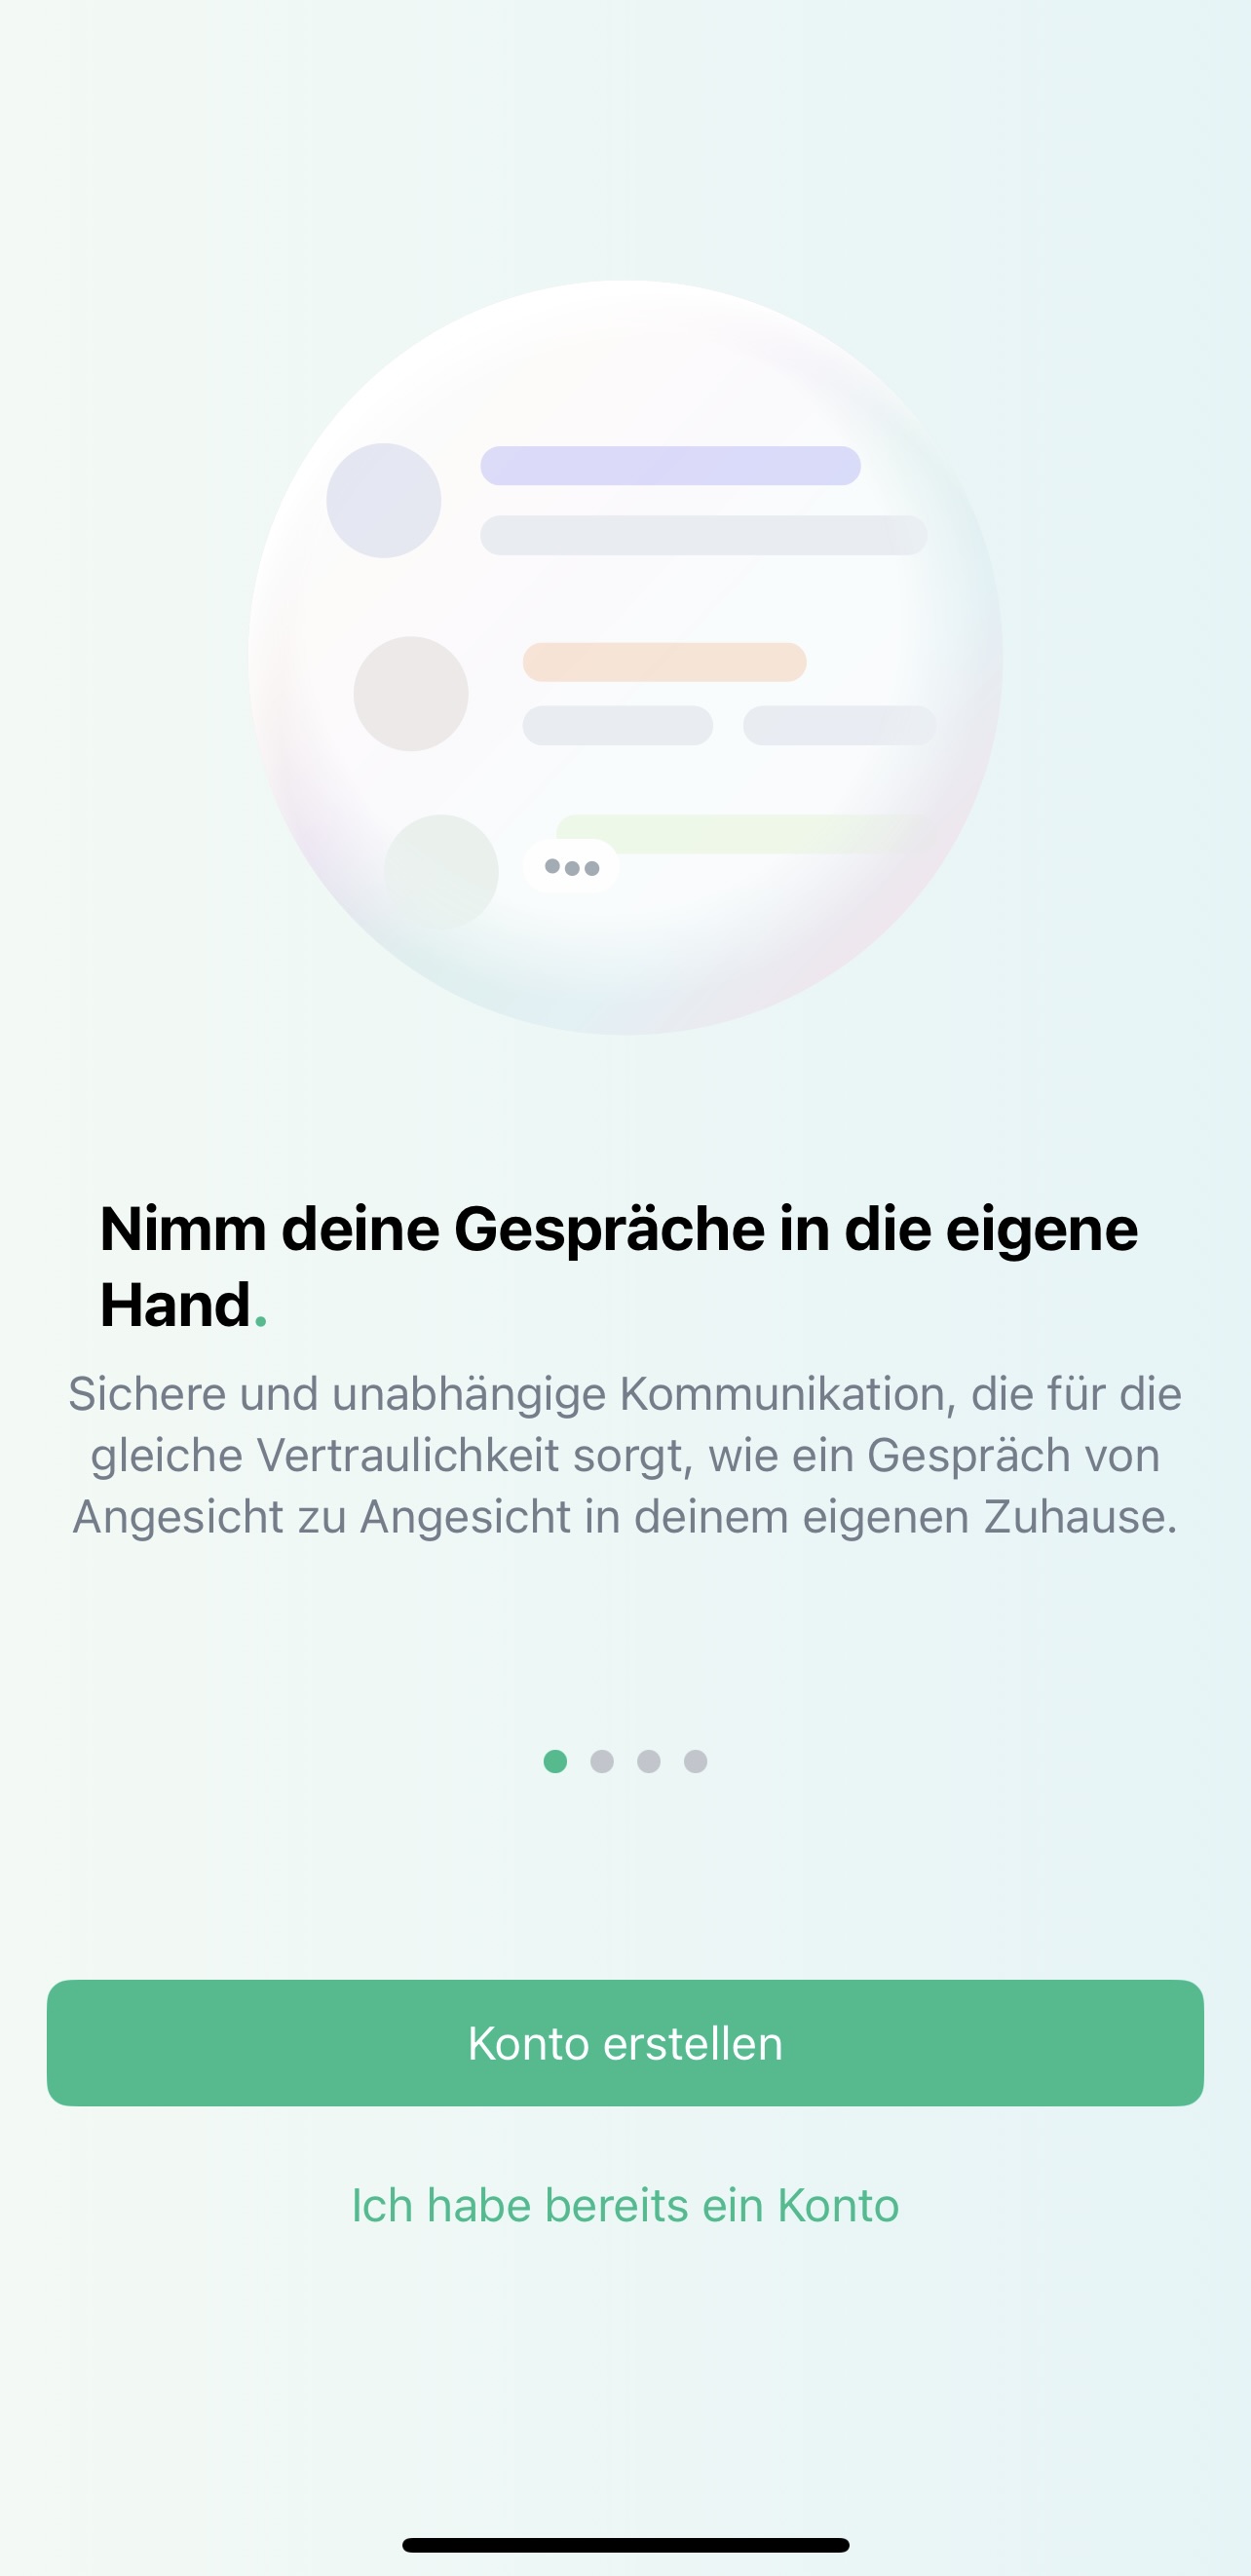 Nimm deine Gespräche in die eigene
Hand.
Sichere und unabhängige Kommunikation, die für die
gleiche Vertraulichkeit sorgt, wie ein Gespräch von
Angesicht zu Angesicht in deinem eigenen Zuhause.
Konto erstellen
Ich habe bereits ein Konto